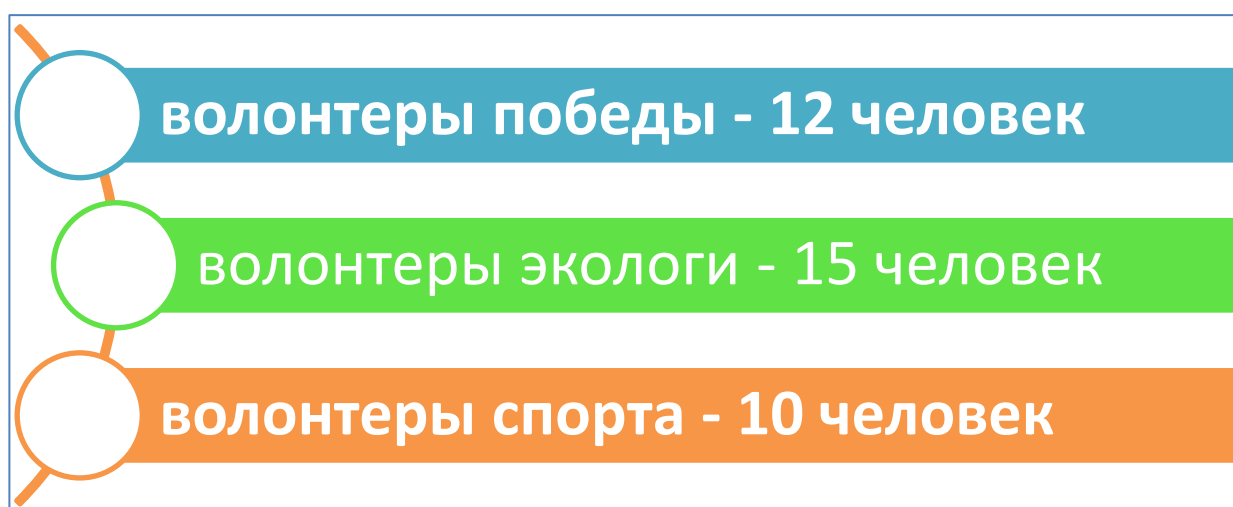 волонтеры победы - 12 человек
волонтеры экологи - 15 человек
волонтеры спорта - 10 человек